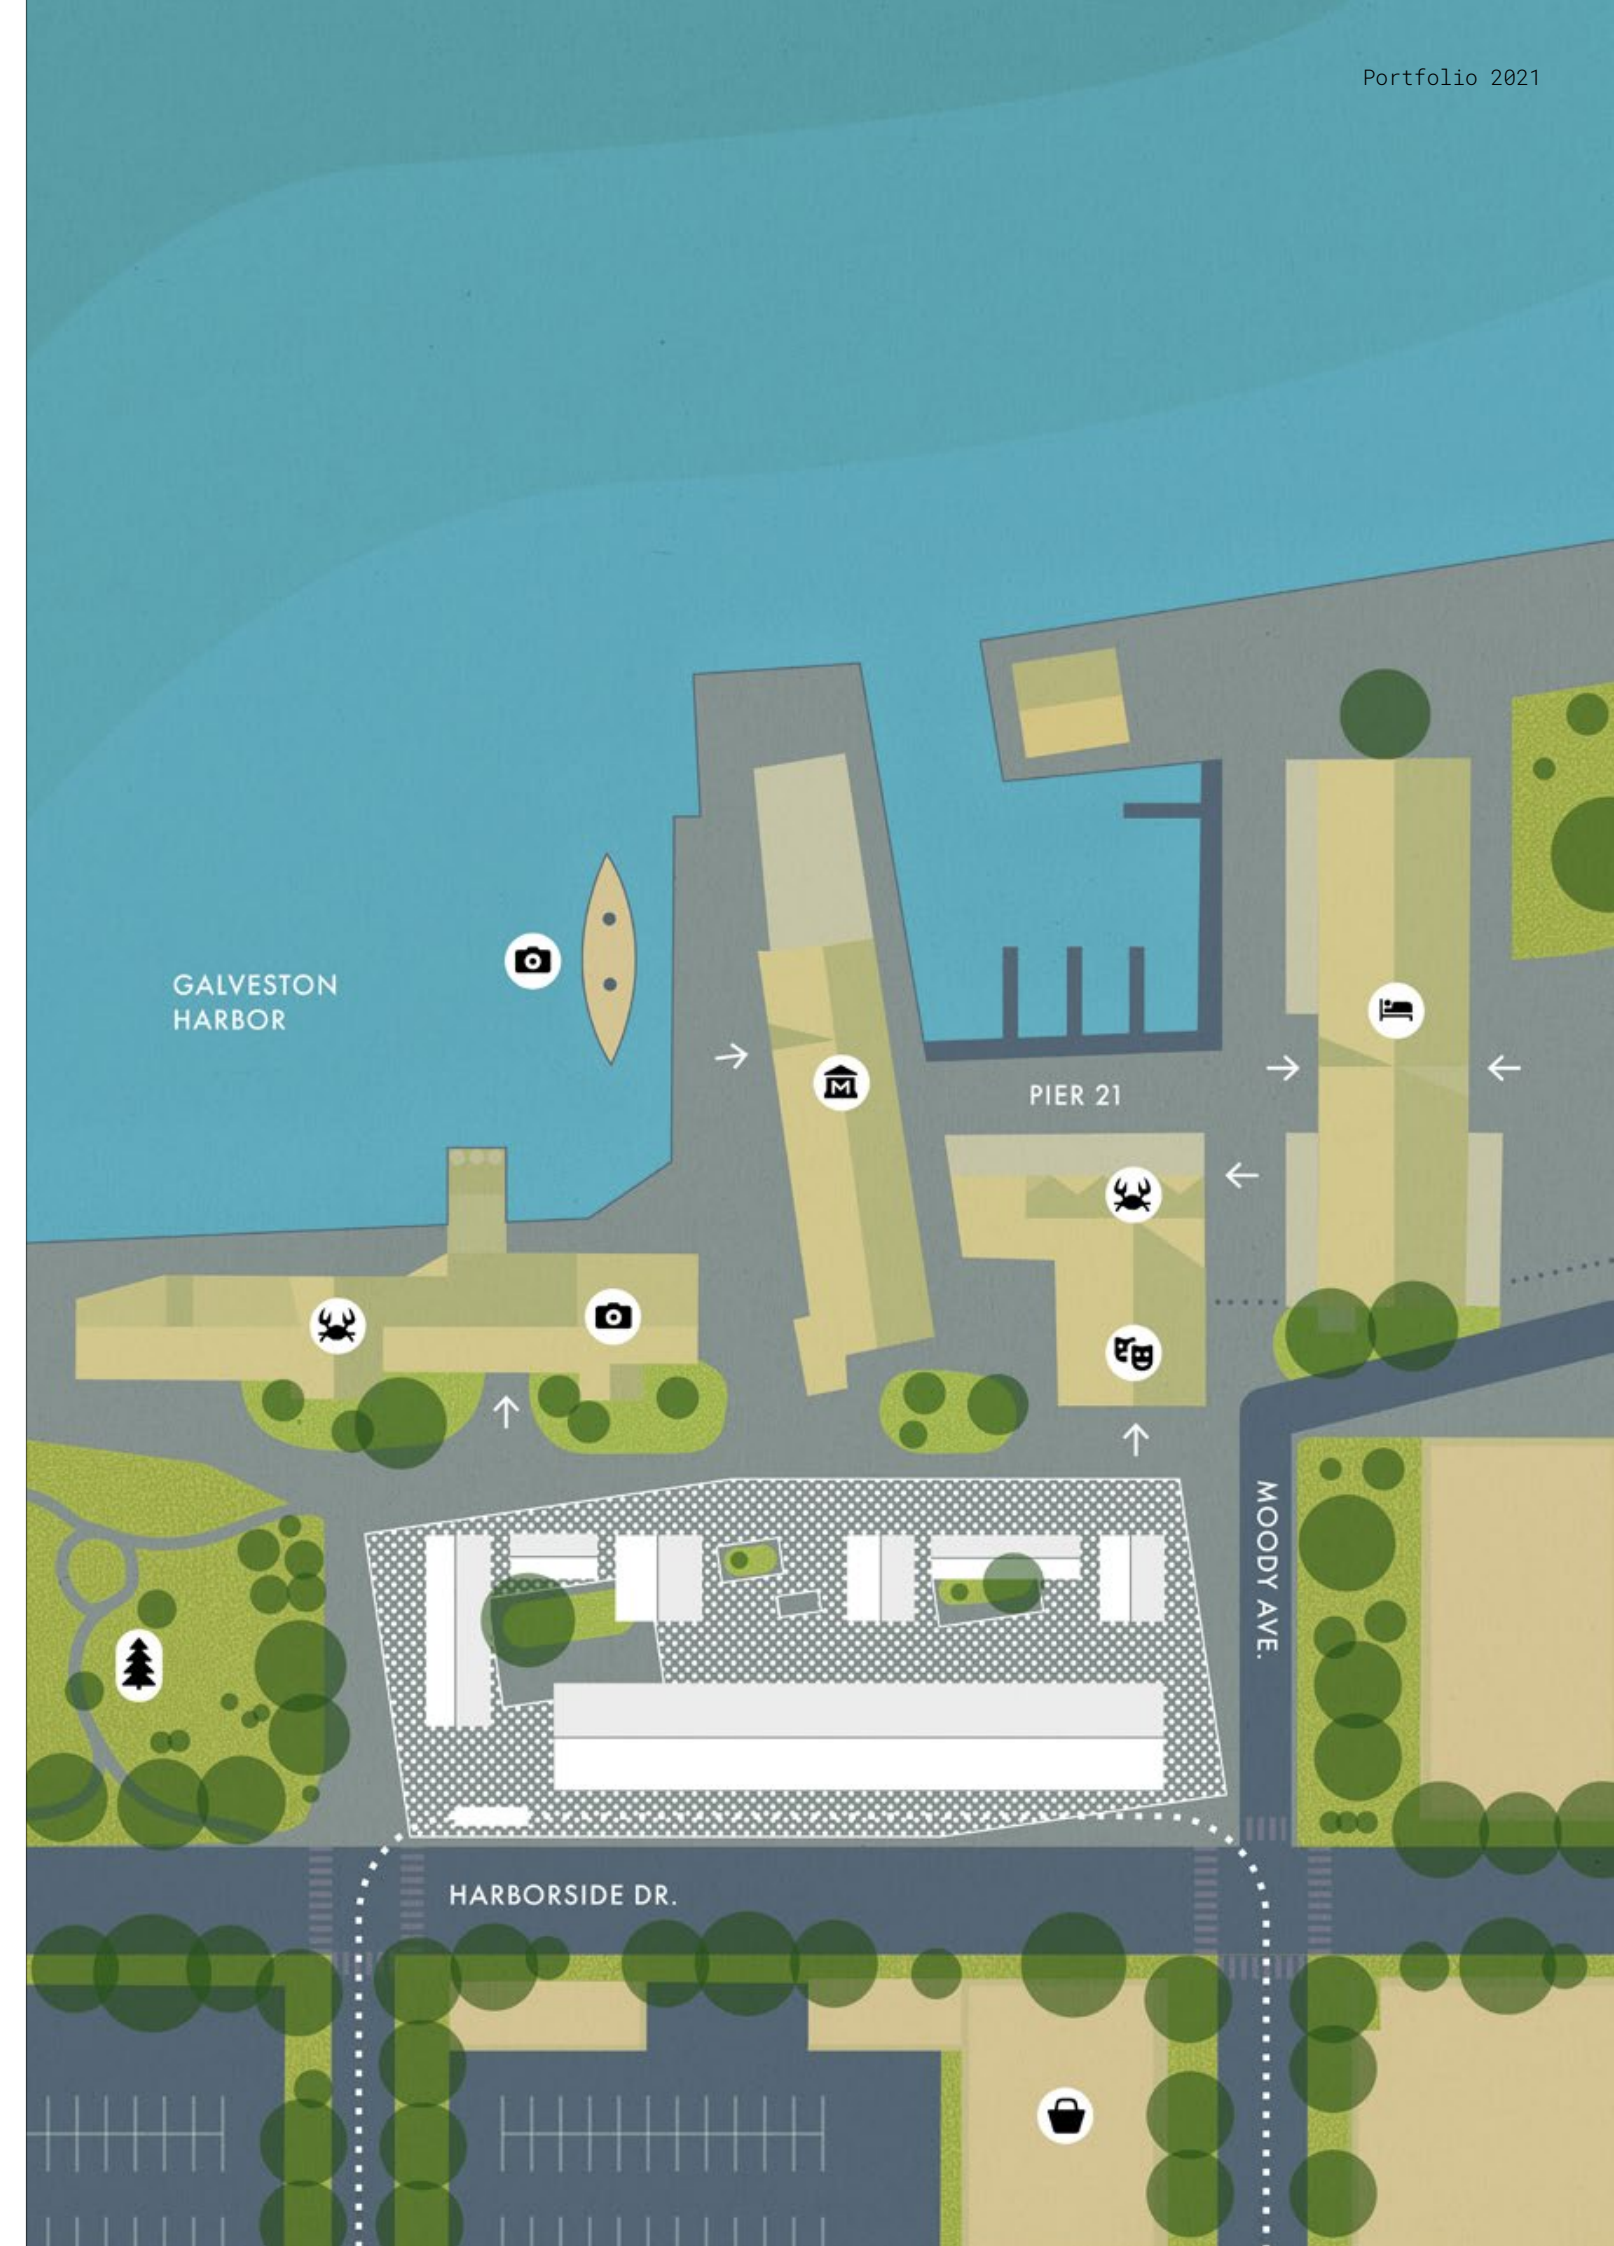 Portfolio 2021
GALVESTON
HARBOR
PIER 21
MOODY AVE.
HARBORSIDE DR.